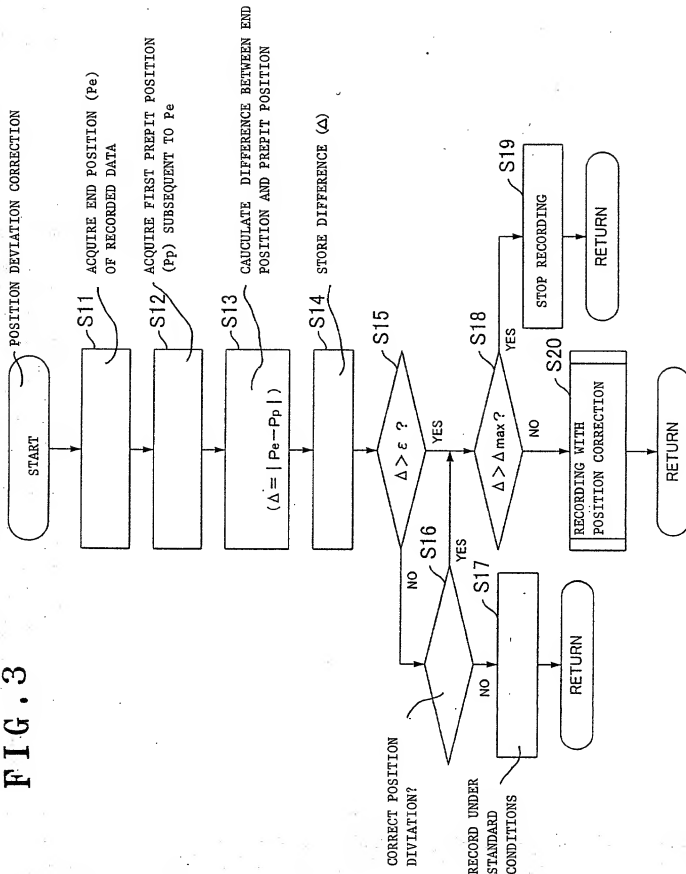 FIG.3
POSITION DEVIATION CORRECTION
START
S11
ACQUIRE END POSITION (Pe)
OF RECORDED DATA
S12
ACQUIRE FIRST PREPIT POSITION
(Pp) SUBSEQUENT TO Pe
S13
CAUCULATE DIFFERENCE BETWEEN END
POSITION AND PREPIT POSITION
(Δ=|Pe-Pp|)
S14
STORE DIFFERENCE (Δ)
S15
Δ>ε ?
NO
YES
S16
CORRECT POSITION
DIVIATION?
YES
NO
S17
RECORD UNDER
STANDARD
CONDITIONS
RETURN
S18
Δ>Δmax?
YES
NO
S19
STOP RECORDING
RETURN
S20
RECORDING WITH
POSITION CORRECTION
RETURN